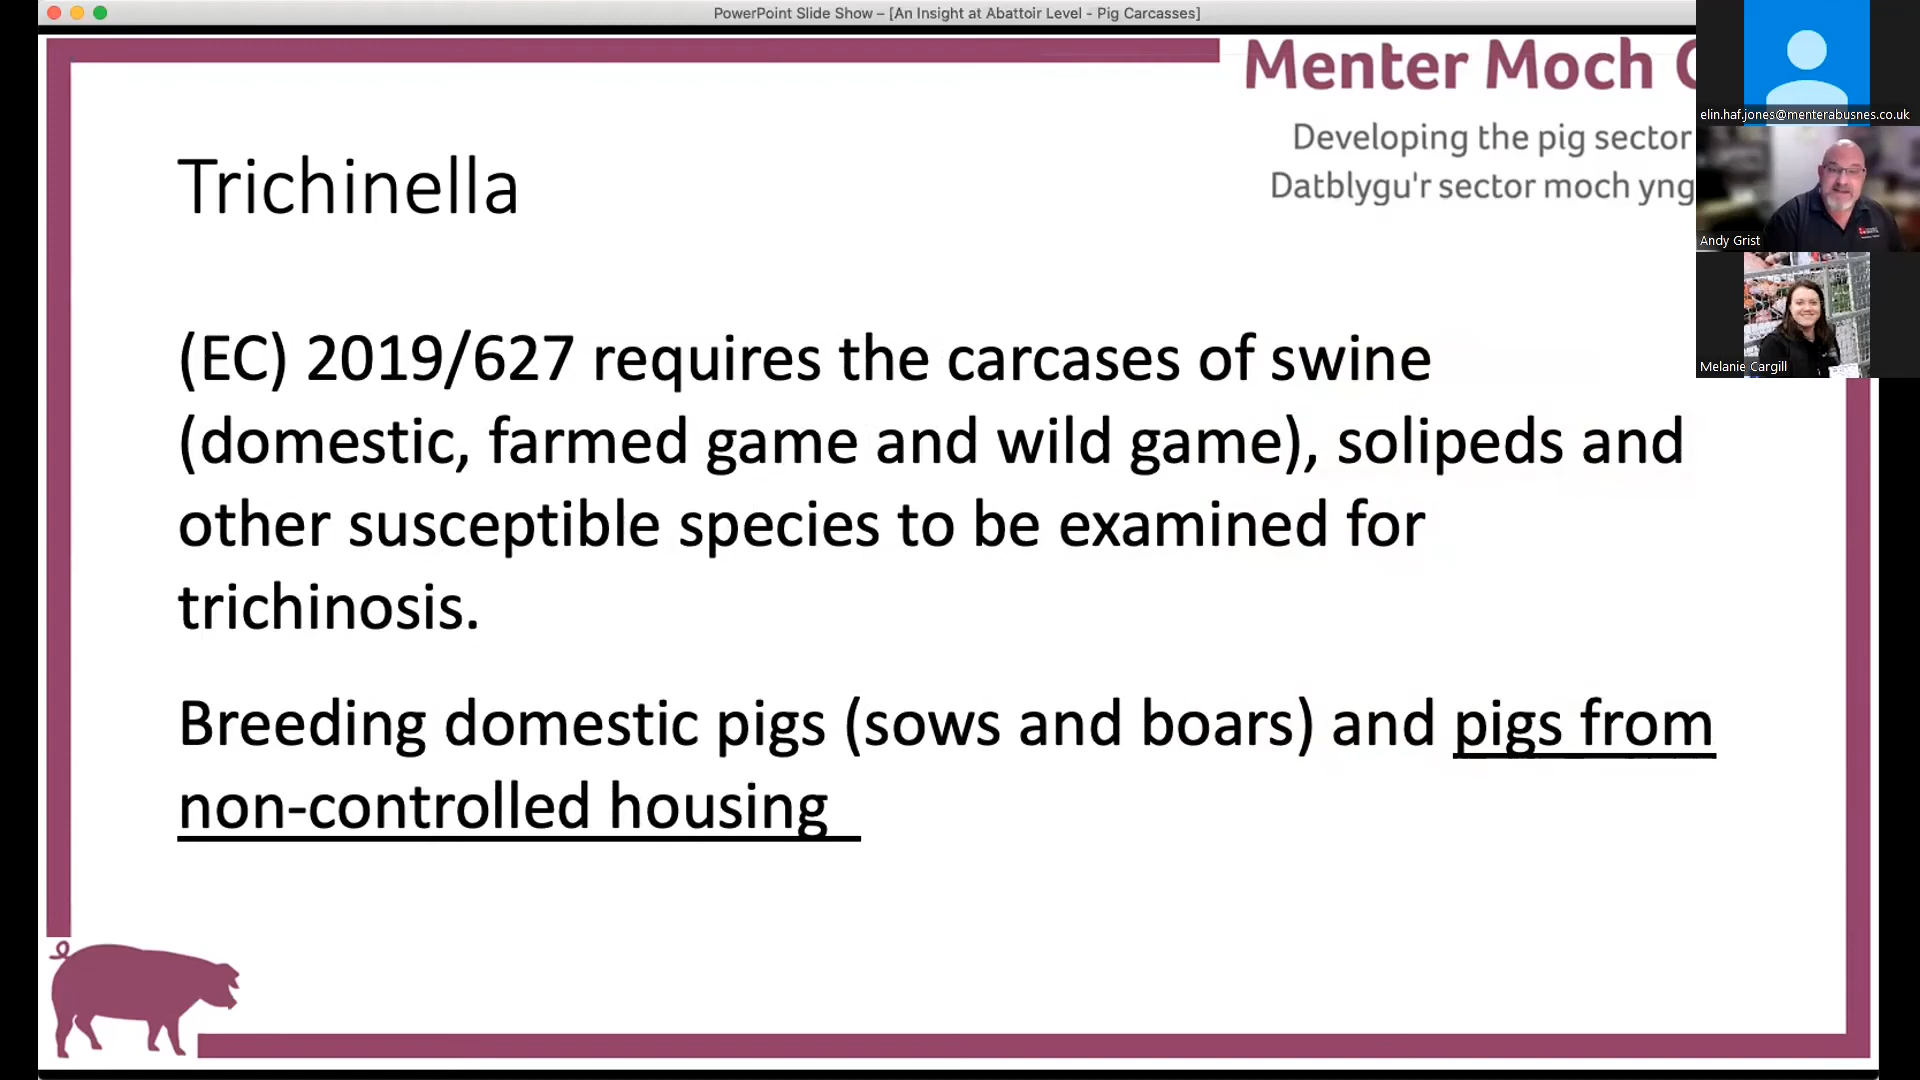 PowerPoint Slide Show – [An Insight at Abattoir Level - Pig Carcasses]
Menter Moch
Developing the pig sector
Datblygu'r sector moch yng
elin.haf.jones@menterabusnes.co.uk
Andy Grist
Melanie Cargill
Trichinella
(EC) 2019/627 requires the carcases of swine
(domestic, farmed game and wild game), solipeds and
other susceptible species to be examined for
trichinosis.
Breeding domestic pigs (sows and boars) and pigs from
non-controlled housing